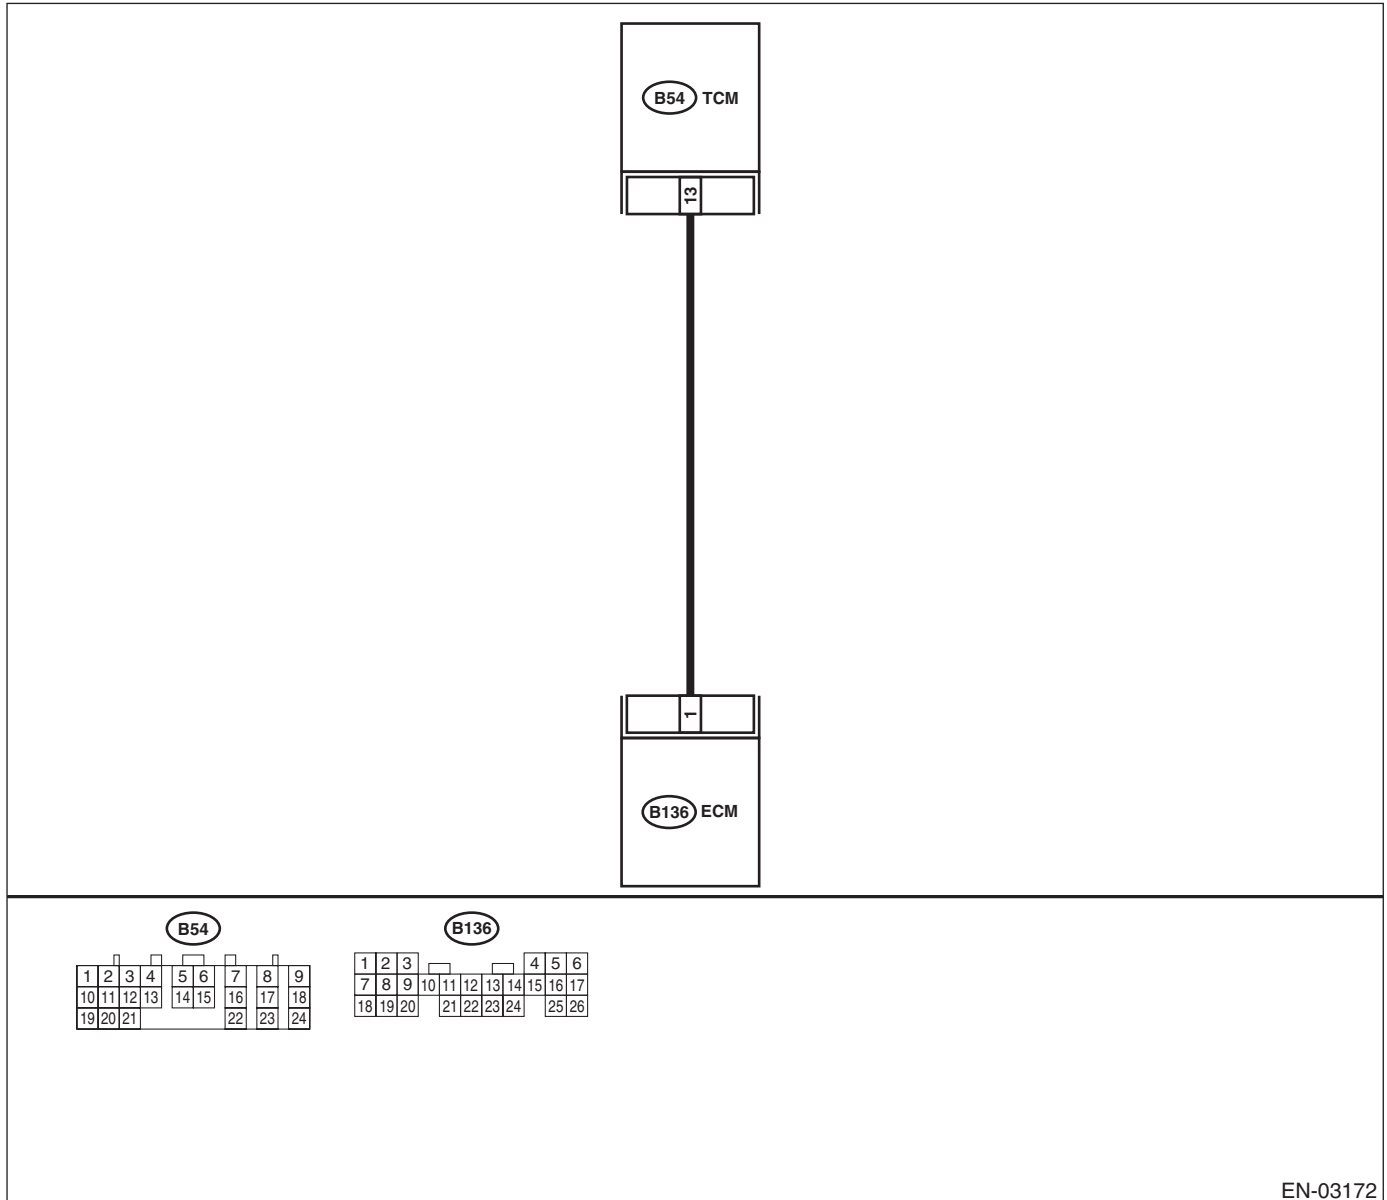 B54 TCM
13
1
B136 ECM
B54
B136
1 2 3 4 5 6 7 8 9
10 11 12 13 14 15 16 17 18
19 20 21 22 23 24
1 2 3 4 5 6
7 8 9 10 11 12 13 14 15 16 17
18 19 20 21 22 23 24 25 26
EN-03172